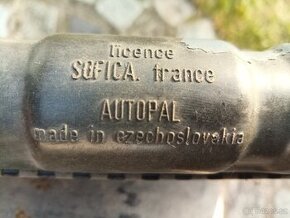 licence
SOFICA. france
AUTOPAL
made in czechoslovakia